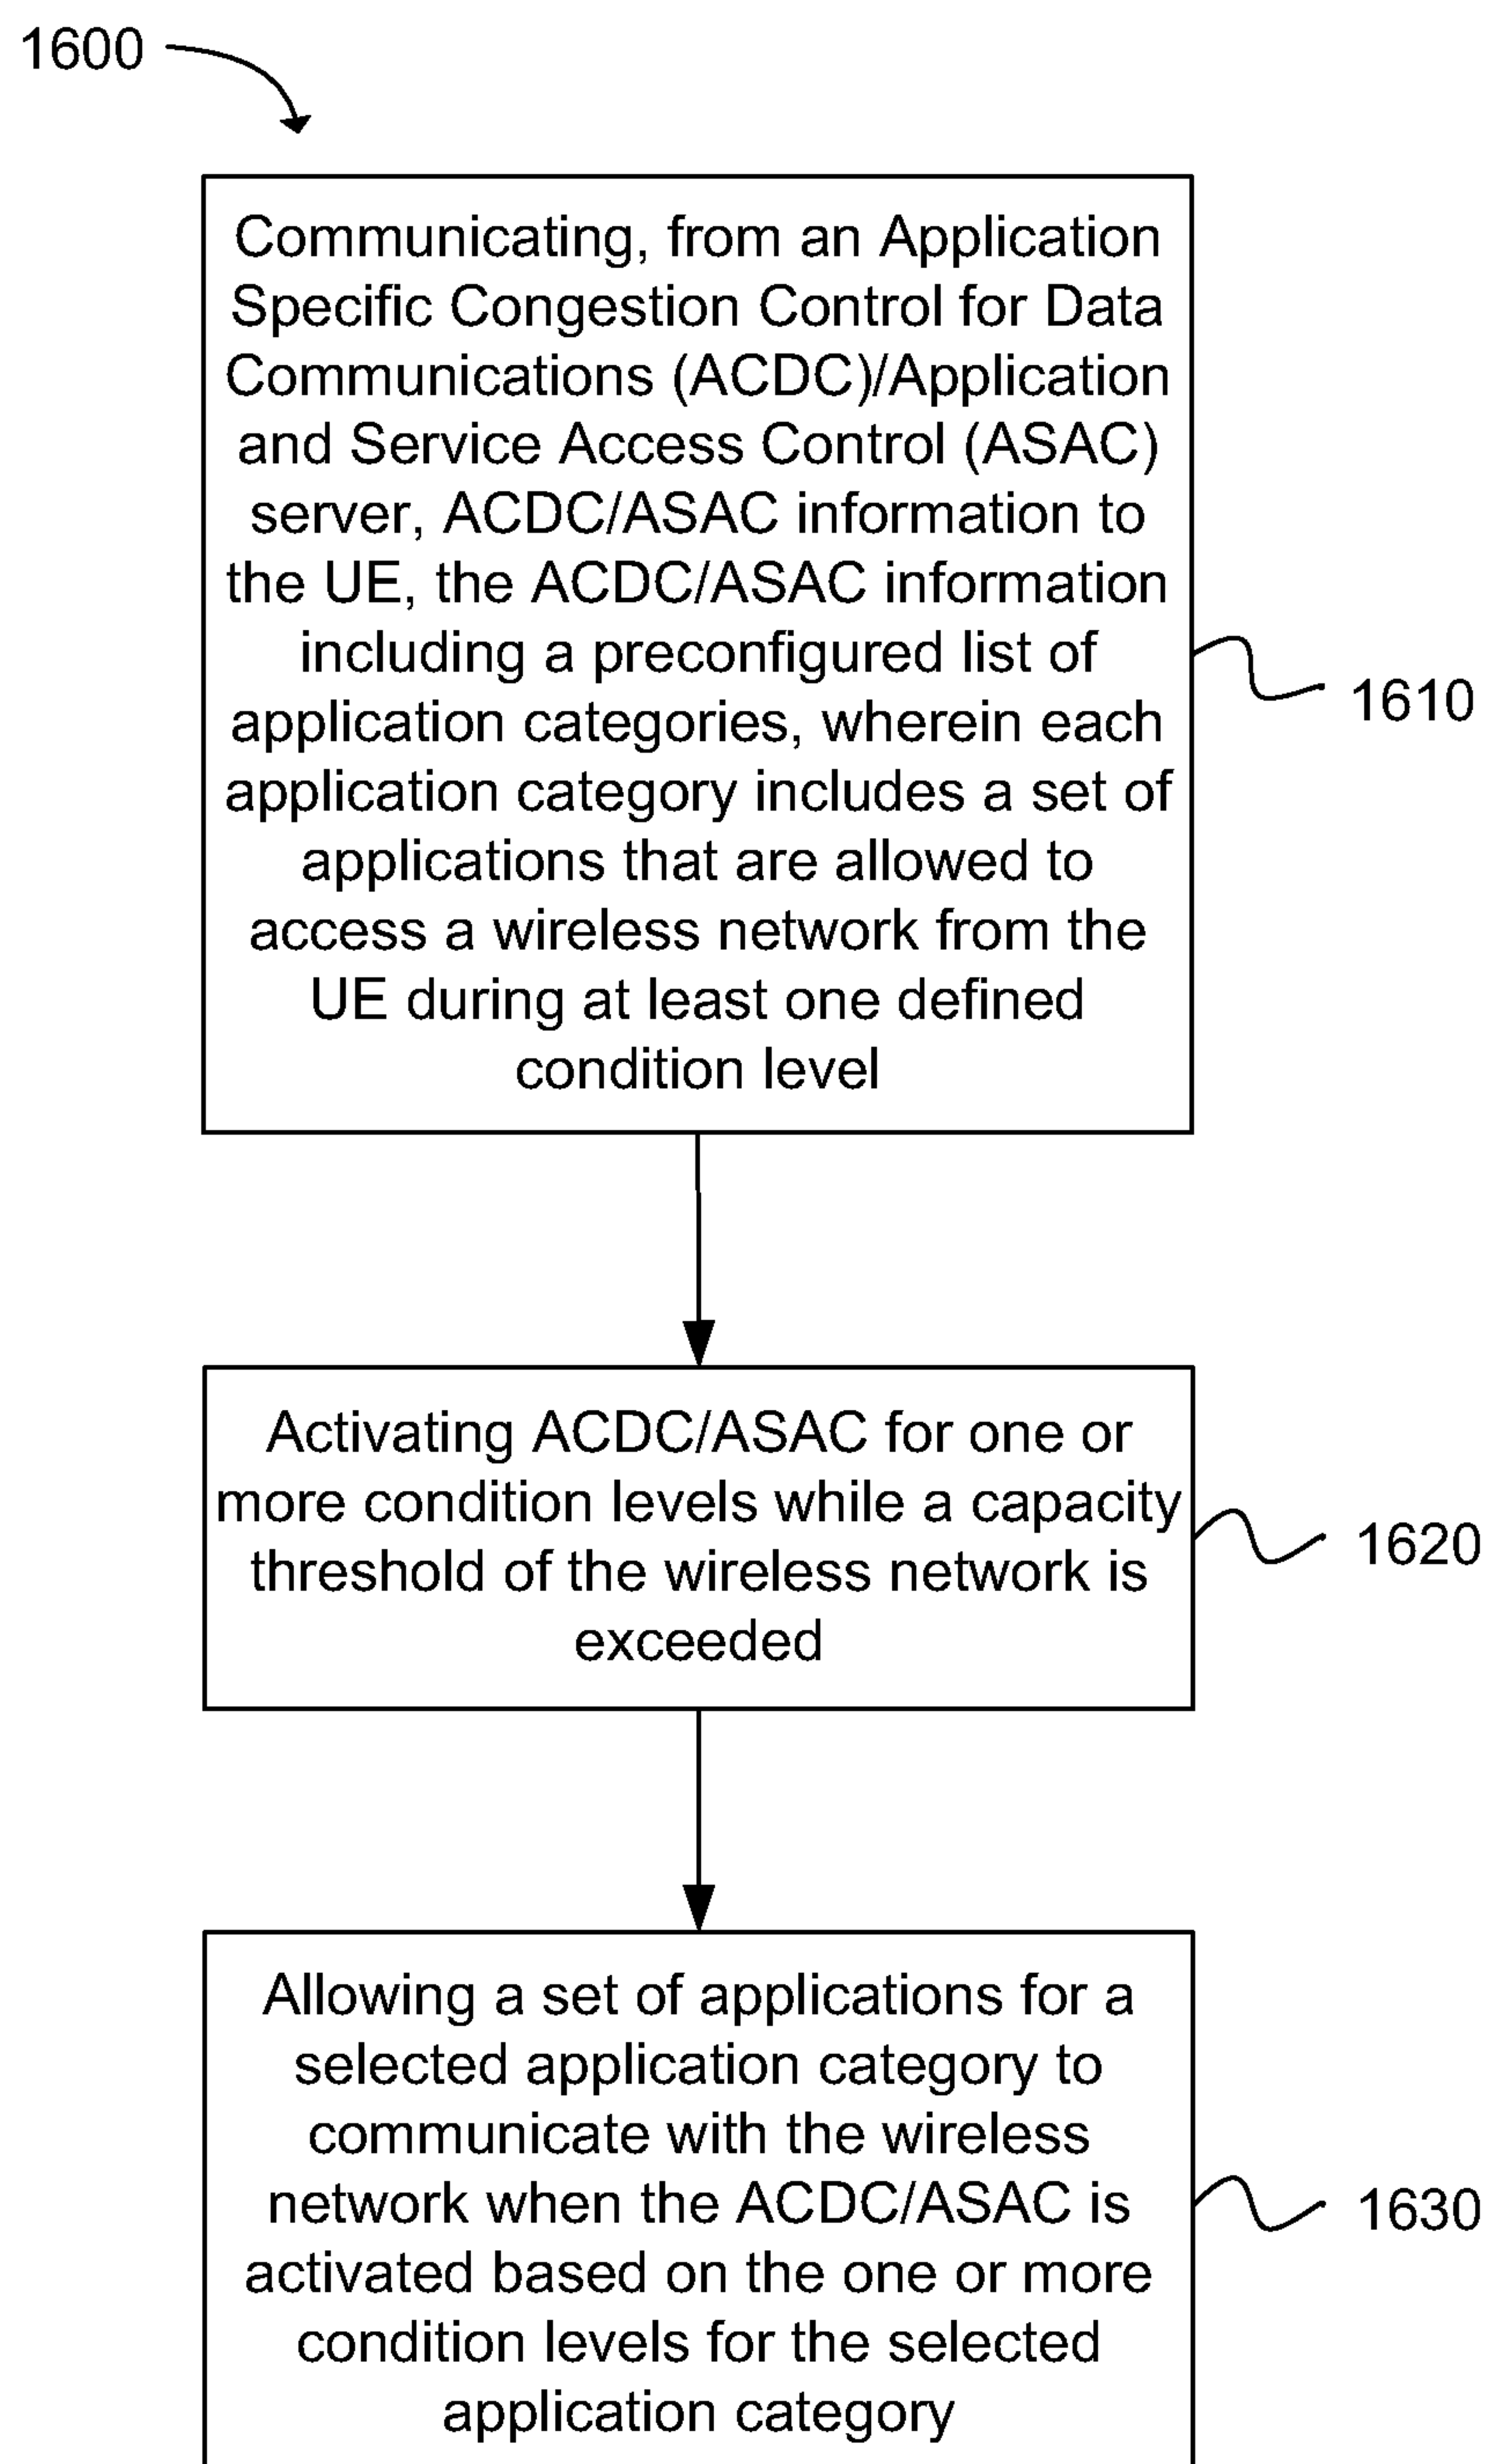 1600
Communicating, from an Application
Specific Congestion Control for Data
Communications (ACDC)/Application
and Service Access Control (ASAC)
server, ACDC/ASAC information to
the UE, the ACDC/ASAC information
including a preconfigured list of
application categories, wherein each
application category includes a set of
applications that are allowed to
access a wireless network from the
UE during at least one defined
condition level
1610
Activating ACDC/ASAC for one or
more condition levels while a capacity
threshold of the wireless network is
exceeded
1620
Allowing a set of applications for a
selected application category to
communicate with the wireless
network when the ACDC/ASAC is
activated based on the one or more
condition levels for the selected
application category
1630